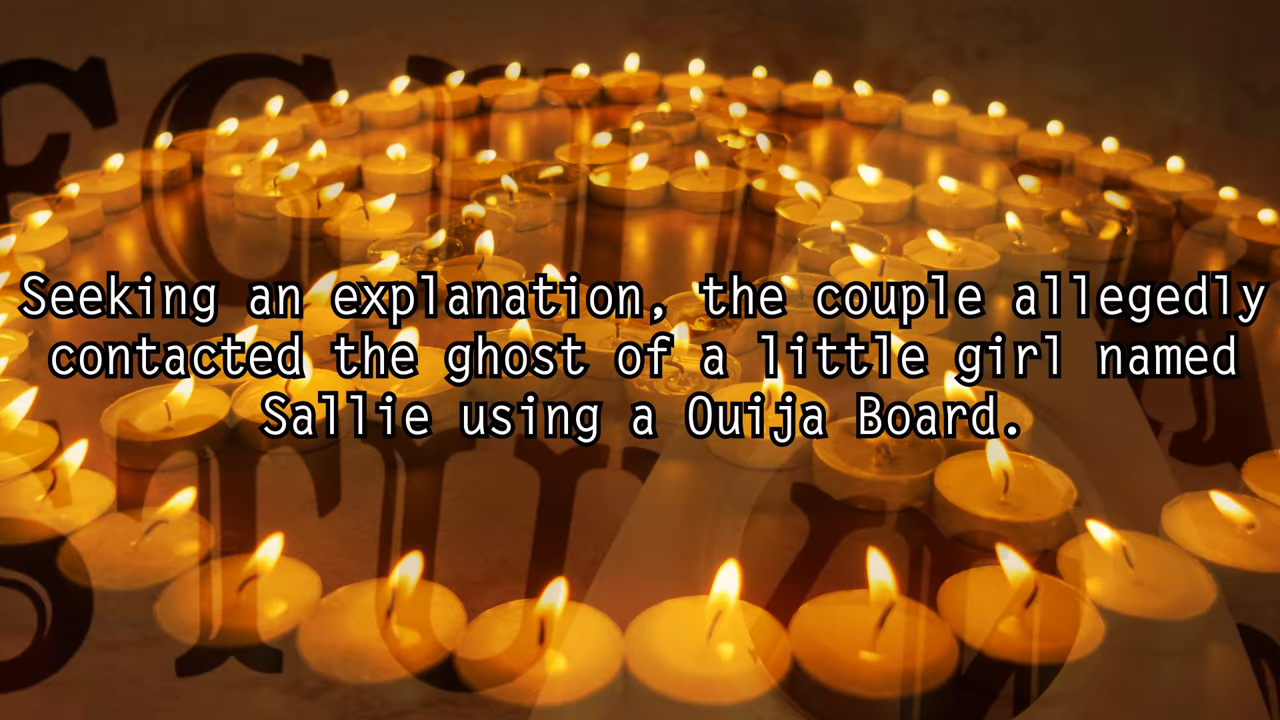 Seeking an explanation, the couple allegedly
contacted the ghost of a little girl named
Sallie using a Ouija Board.